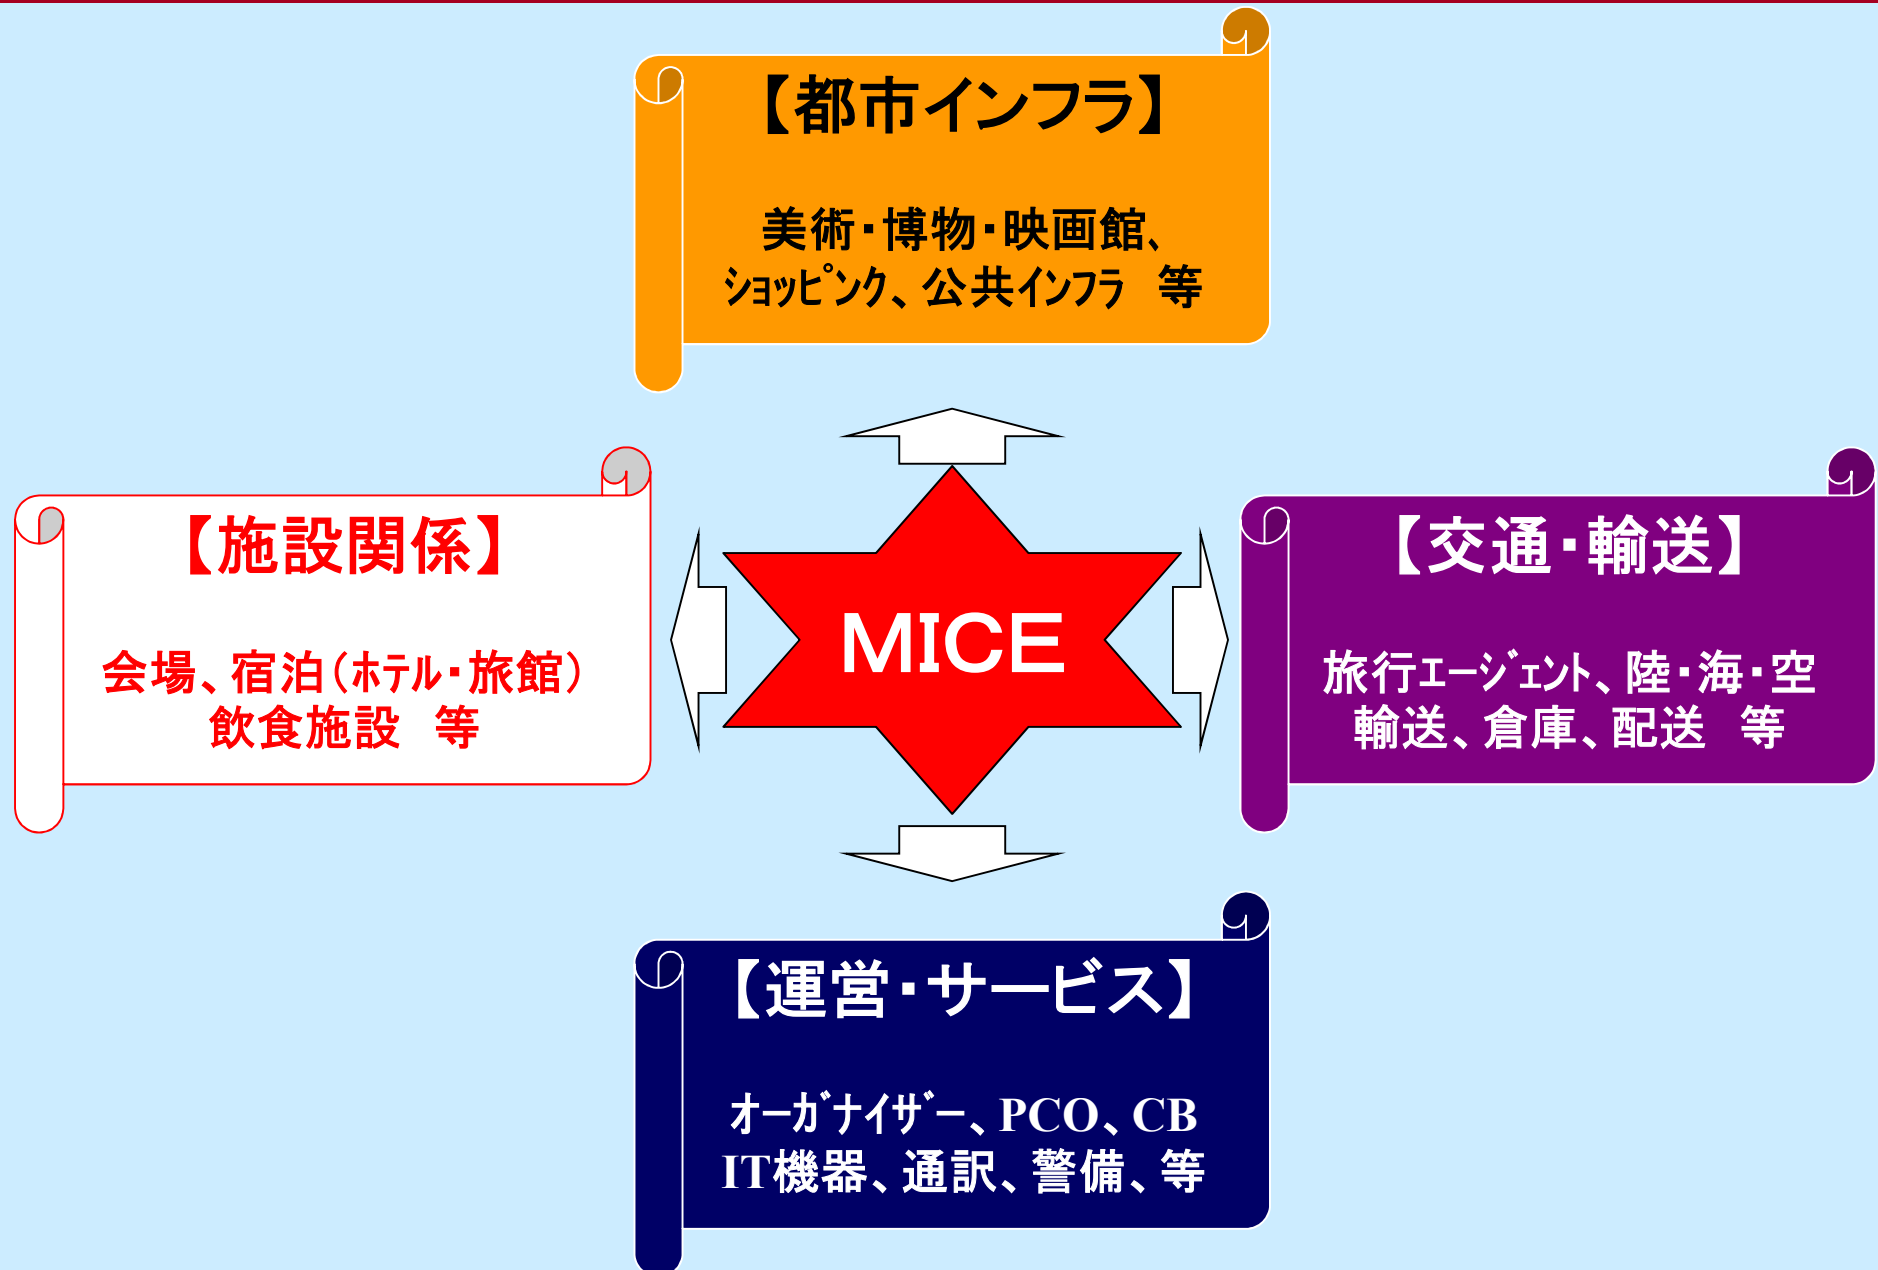 【都市インフラ】
美術・博物・映画館、
ｼｮｯﾋﾟﾝｸ、公共ｲﾝﾌﾗ　等
【施設関係】
会場、宿泊（ﾎﾃﾙ・旅館）
飲食施設　等
ＭＩＣＥ
【交通・輸送】
旅行ｴｰｼﾞｪﾝﾄ、陸・海・空
輸送、倉庫、配送　等
【運営・サービス】
ｵｰｶﾞﾅｲｻﾞｰ、PCO、CB
IT機器、通訳、警備、等